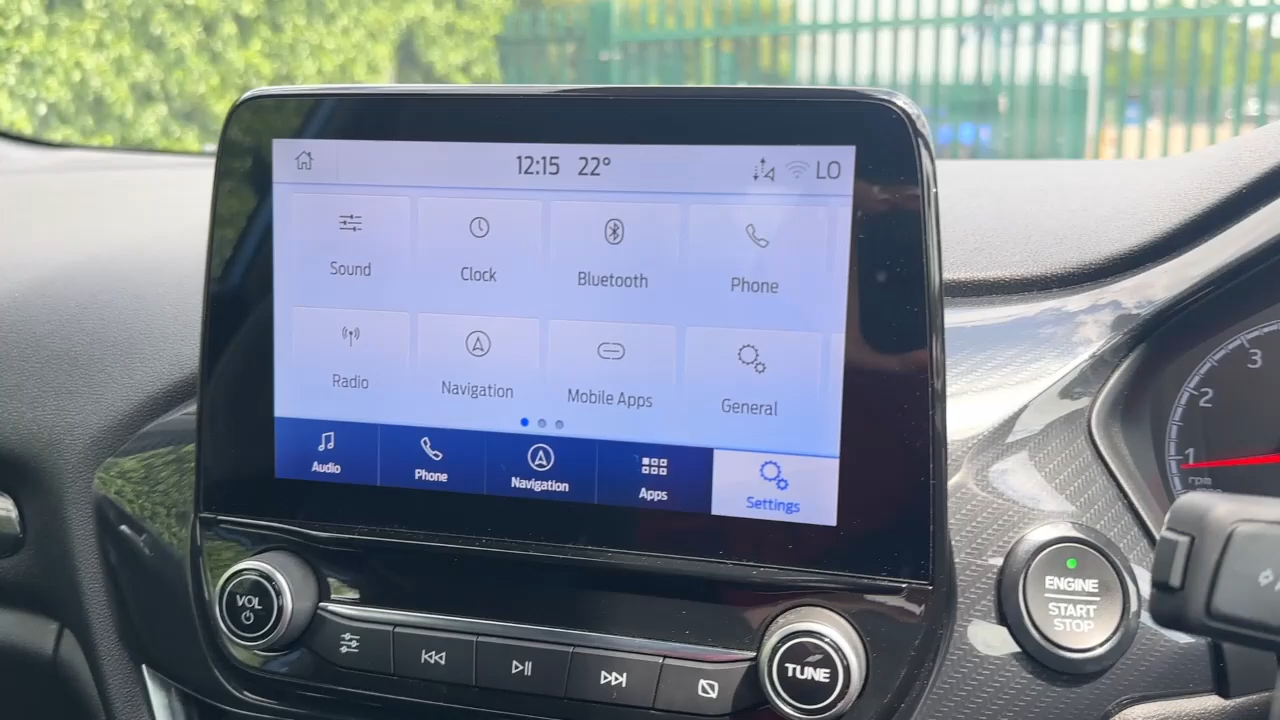 12:15 22° LO
Sound Clock Bluetooth Phone
Radio Navigation Mobile Apps General
Audio Phone Navigation Apps Settings
VOL
TUNE
ENGINE
START
STOP
3
2
1
rpm